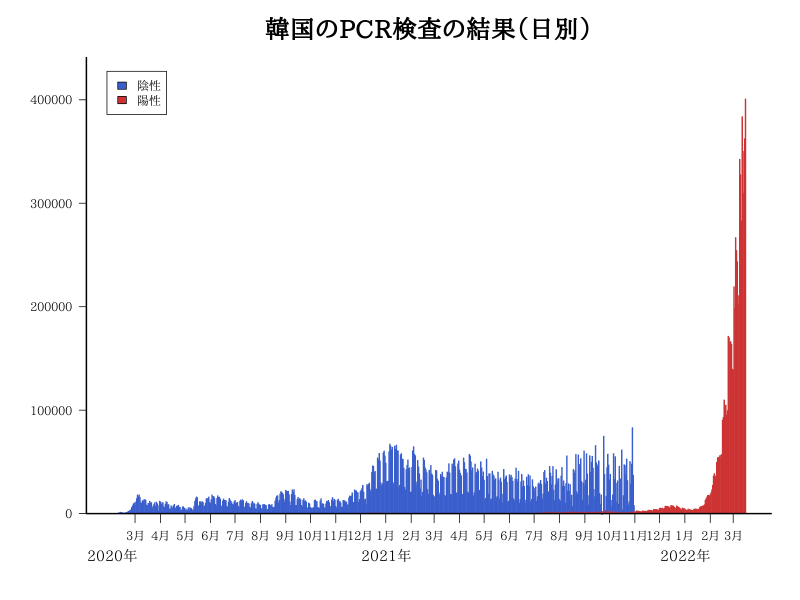 韓国のPCR検査の結果（日別）
陰性
陽性
400000
300000
200000
100000
0
3月 4月 5月 6月 7月 8月 9月 10月 11月 12月 1月 2月 3月 4月 5月 6月 7月 8月 9月 10月 11月 12月 1月 2月 3月
2020年 2021年 2022年